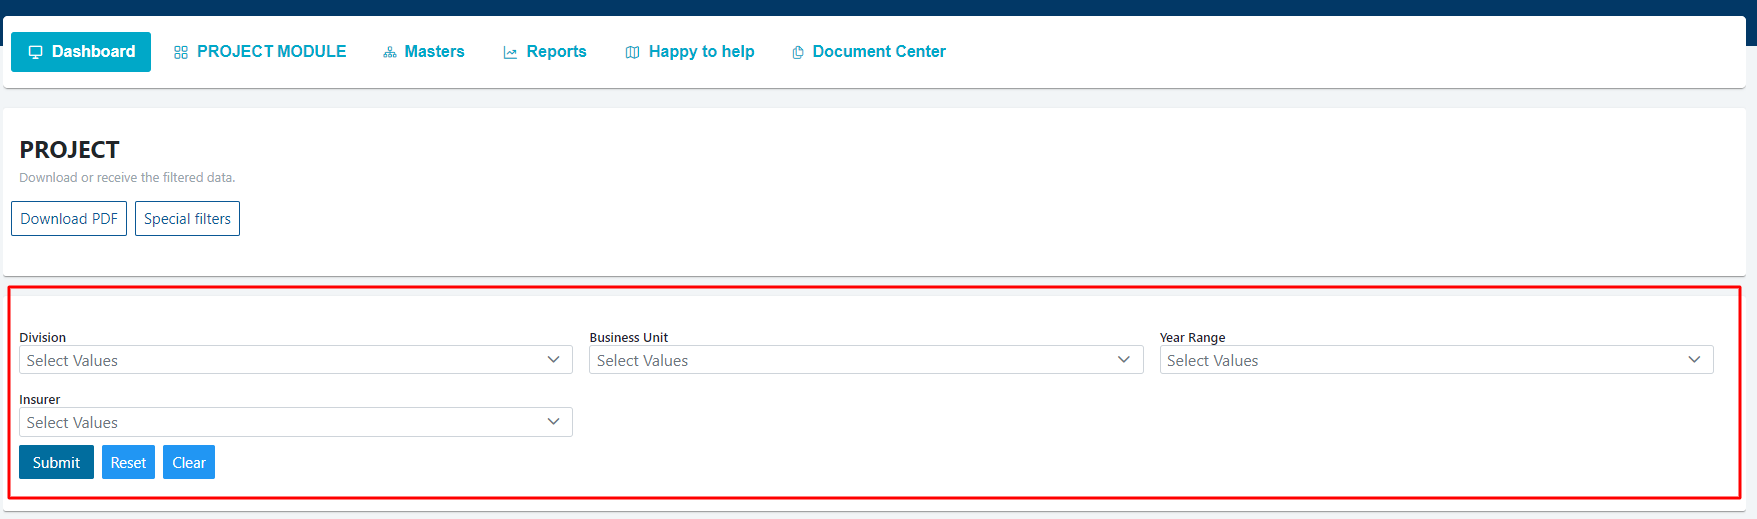 Dashboard PROJECT MODULE Masters Reports Happy to help Document Center
PROJECT
Download or receive the filtered data.
Download PDF Special filters
Division Business Unit Year Range
Select Values Select Values Select Values
Insurer
Select Values
Submit Reset Clear